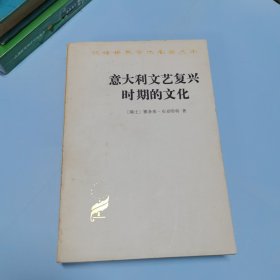 汉译世界学术名著丛书
意大利文艺复兴
时期的文化
〔瑞士〕雅各布·布克哈特 著